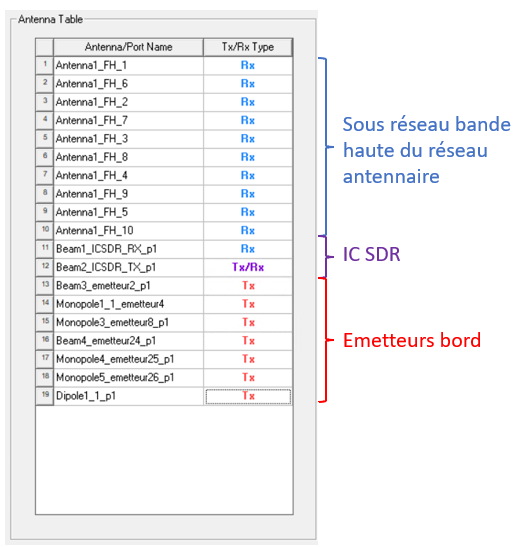 Antenna Table
Antenna/Port Name Tx/Rx Type
1 Antenna1_FH_1 Rx
2 Antenna1_FH_6 Rx
3 Antenna1_FH_2 Rx
4 Antenna1_FH_7 Rx
5 Antenna1_FH_3 Rx
6 Antenna1_FH_8 Rx
7 Antenna1_FH_4 Rx
8 Antenna1_FH_9 Rx
9 Antenna1_FH_5 Rx
10 Antenna1_FH_10 Rx
11 Beam1_ICSDR_RX_p1 Rx
12 Beam2_ICSDR_TX_p1 Tx/Rx
13 Beam3_emetteur2_p1 Tx
14 Monopole1_1_emetteur4 Tx
15 Monopole3_emetteur8_p1 Tx
16 Beam4_emetteur24_p1 Tx
17 Monopole4_emetteur25_p1 Tx
18 Monopole5_emetteur26_p1 Tx
19 Dipole1_1_p1 Tx
Sous réseau bande
haute du réseau
antennaire
IC SDR
Emetteurs bord